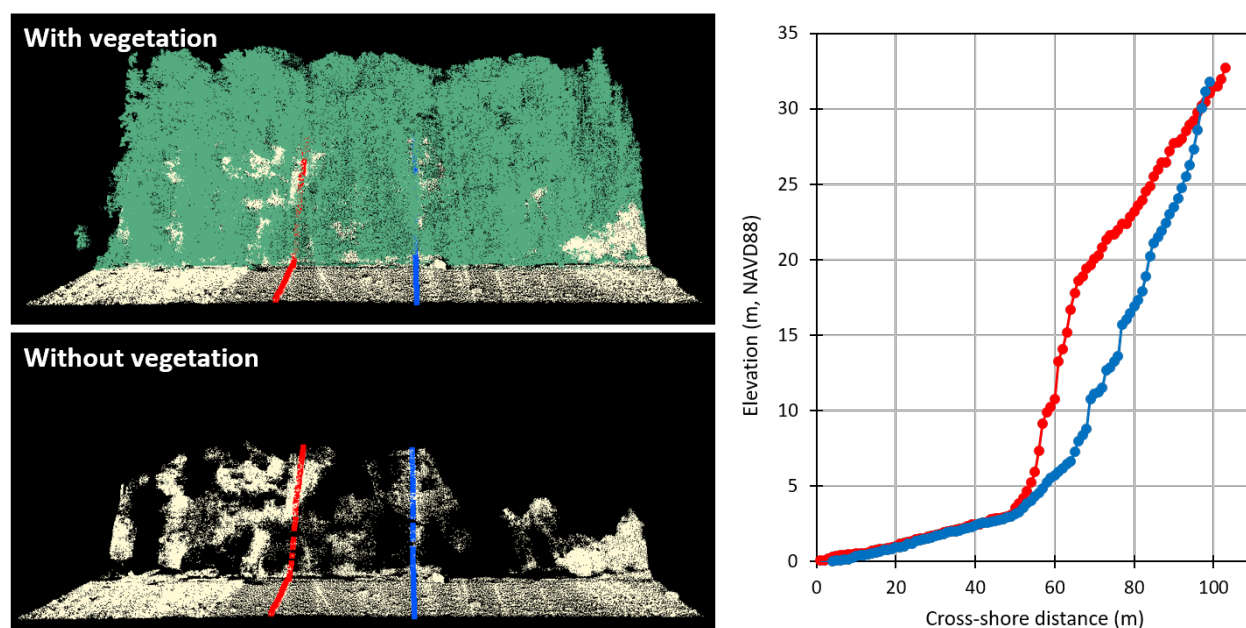 With vegetation
Without vegetation
Elevation (m, NAVD88)
35
30
25
20
15
10
5
0
0 20 40 60 80 100
Cross-shore distance (m)